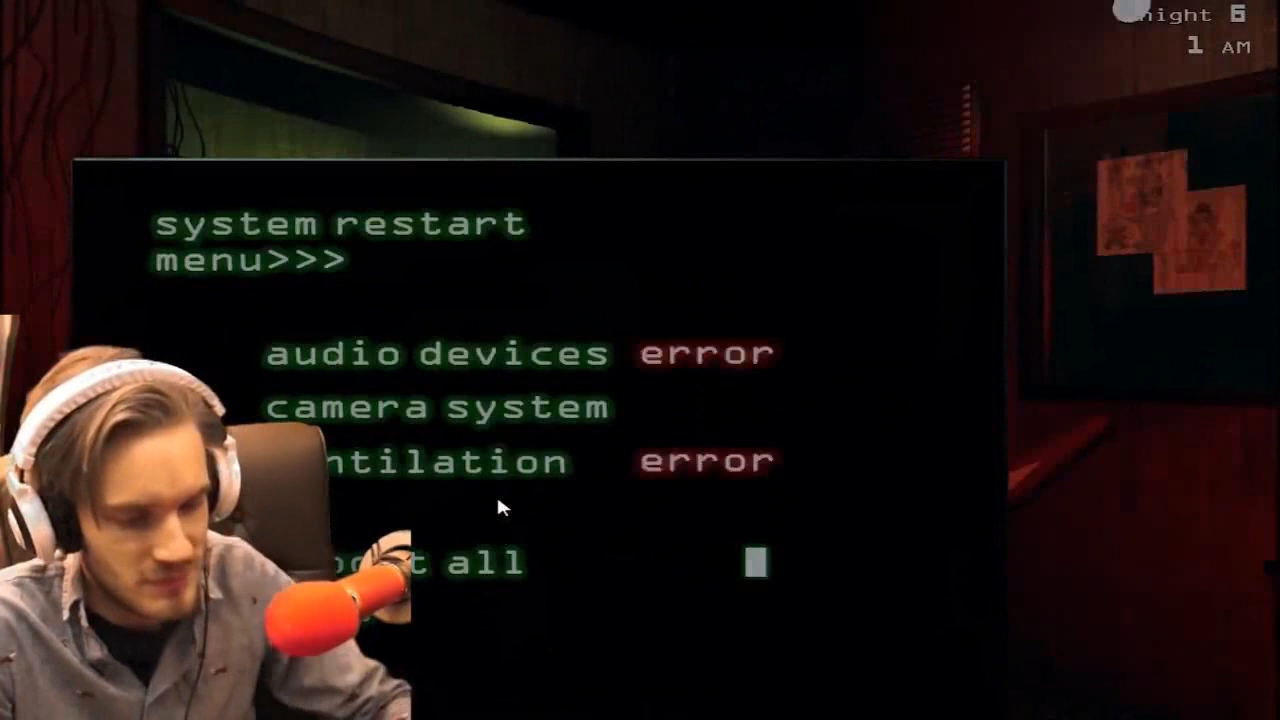 night 6
1 AM
system restart
menu>>>
audio devices error
camera system
ntilation error
t all